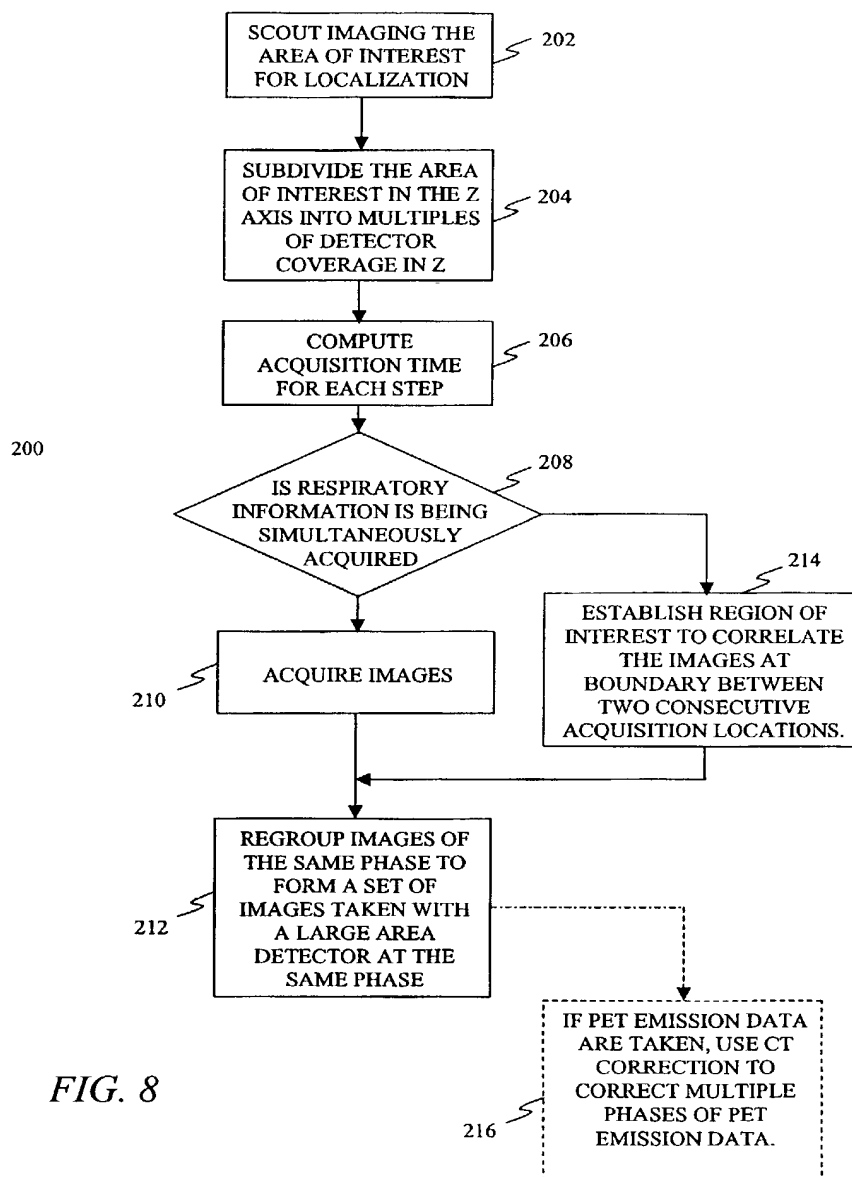 SCOUT IMAGING THE
AREA OF INTEREST
FOR LOCALIZATION
202
SUBDIVIDE THE AREA
OF INTEREST IN THE Z
AXIS INTO MULTIPLES
OF DETECTOR
COVERAGE IN Z
204
COMPUTE
ACQUISITION TIME
FOR EACH STEP
206
200
IS RESPIRATORY
INFORMATION IS BEING
SIMULTANEOUSLY
ACQUIRED
208
214
ESTABLISH REGION OF
INTEREST TO CORRELATE
THE IMAGES AT
BOUNDARY BETWEEN
TWO CONSECUTIVE
ACQUISITION LOCATIONS.
ACQUIRE IMAGES
210
REGROUP IMAGES OF
THE SAME PHASE TO
FORM A SET OF
IMAGES TAKEN WITH
A LARGE AREA
DETECTOR AT THE
SAME PHASE
212
IF PET EMISSION DATA
ARE TAKEN, USE CT
CORRECTION TO
CORRECT MULTIPLE
PHASES OF PET
EMISSION DATA.
216
FIG. 8